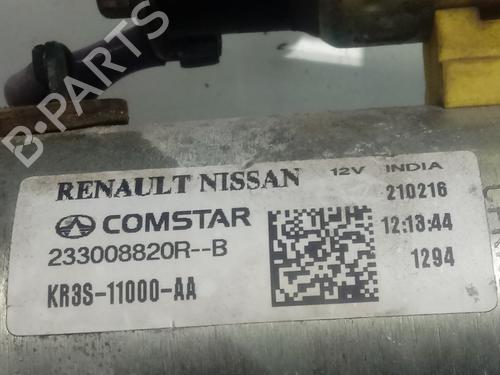 B-PARTS
RENAULT NISSAN 12V INDIA
210216
COMSTAR 12:13:44
233008820R--B
1294
KR3S-11000-AA